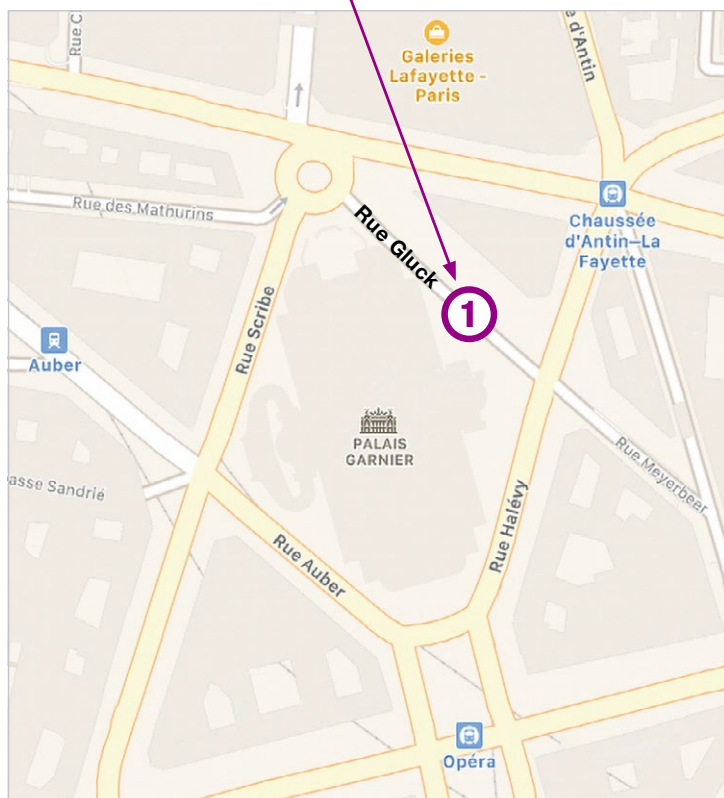 Rue C
Galeries
Lafayette -
Paris
e d'Antin
Rue des Mathurins
Rue Gluck
Chaussée
d'Antin–La
Fayette
1
Rue Scribe
Auber
PALAIS
GARNIER
Rue Meyerbeer
asse Sandrié
Rue Halévy
Rue Auber
Opéra